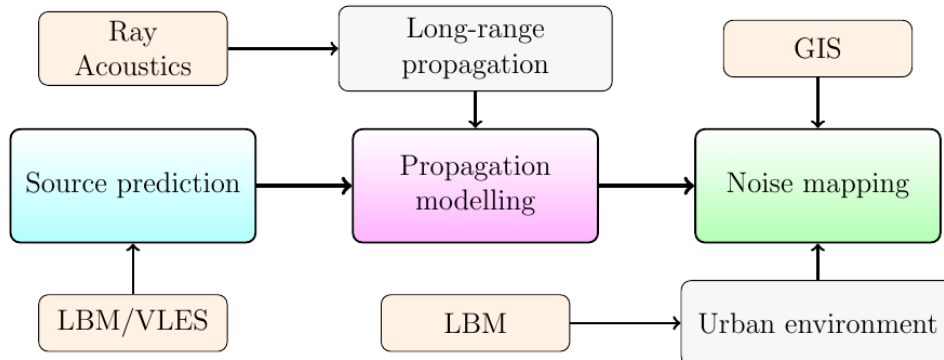 Ray
Acoustics
Long-range
propagation
GIS
Source prediction
Propagation
modelling
Noise mapping
LBM/VLES
LBM
Urban environment